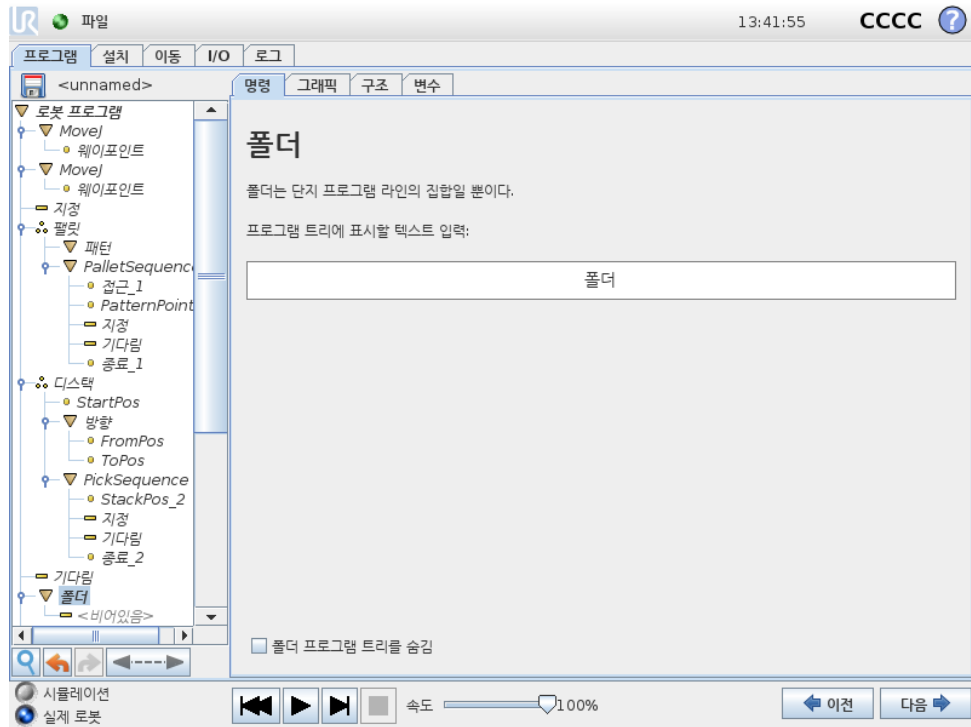 UR 파일 13:41:55 CCCC ?
프로그램 설치 이동 I/O 로그
<unnamed>
명령 그래픽 구조 변수
로봇 프로그램
MoveJ
웨이포인트
MoveJ
웨이포인트
지정
팔릿
패턴
PalletSequenc
접근_1
PatternPoint
지정
기다림
종료_1
디스택
StartPos
방향
FromPos
ToPos
PickSequence
StackPos_2
지정
기다림
종료_2
기다림
폴더
<비어있음>
폴더
폴더는 단지 프로그램 라인의 집합일 뿐이다.
프로그램 트리에 표시할 텍스트 입력:
폴더
폴더 프로그램 트리를 숨김
시뮬레이션
실제 로봇
속도 100%
이전 다음